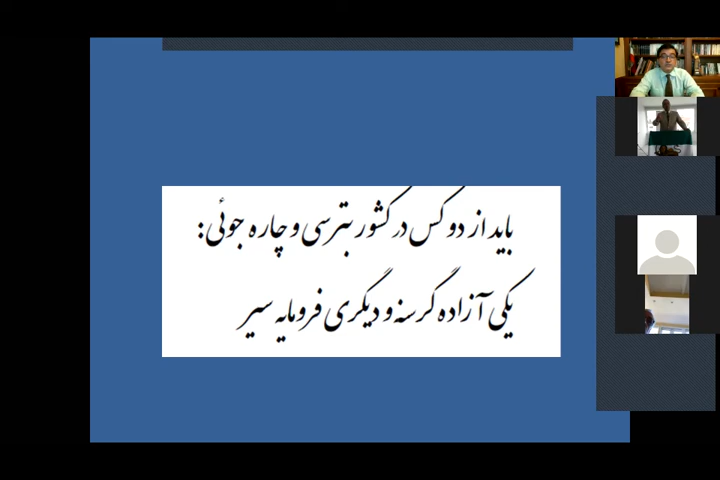 باید از دو کس در کشور بترسی و چاره جوئی:
یکی آزاده گرسنه و دیگری فرومایه سیر